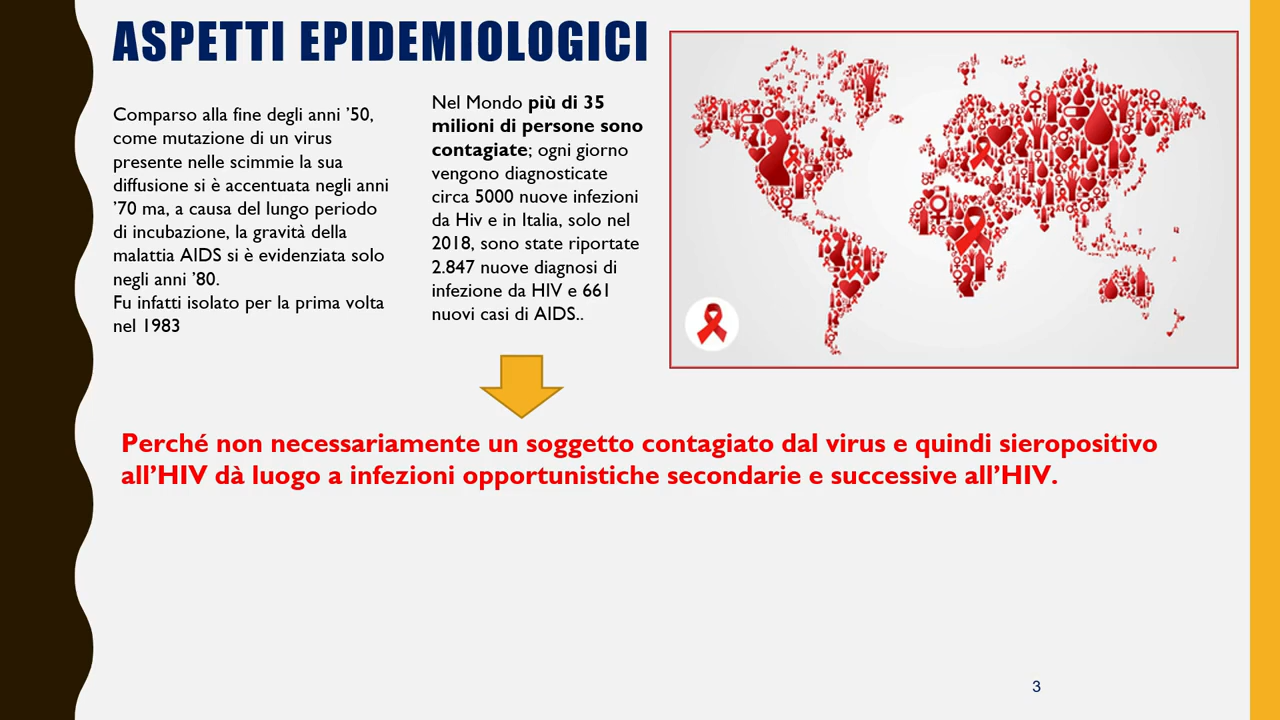 ASPETTI EPIDEMIOLOGICI
Comparso alla fine degli anni ’50,
come mutazione di un virus
presente nelle scimmie la sua
diffusione si è accentuata negli anni
’70 ma, a causa del lungo periodo
di incubazione, la gravità della
malattia AIDS si è evidenziata solo
negli anni ’80.
Fu infatti isolato per la prima volta
nel 1983
Nel Mondo più di 35
milioni di persone sono
contagiate; ogni giorno
vengono diagnosticate
circa 5000 nuove infezioni
da Hiv e in Italia, solo nel
2018, sono state riportate
2.847 nuove diagnosi di
infezione da HIV e 661
nuovi casi di AIDS..
Perché non necessariamente un soggetto contagiato dal virus e quindi sieropositivo
all’HIV dà luogo a infezioni opportunistiche secondarie e successive all’HIV.
3